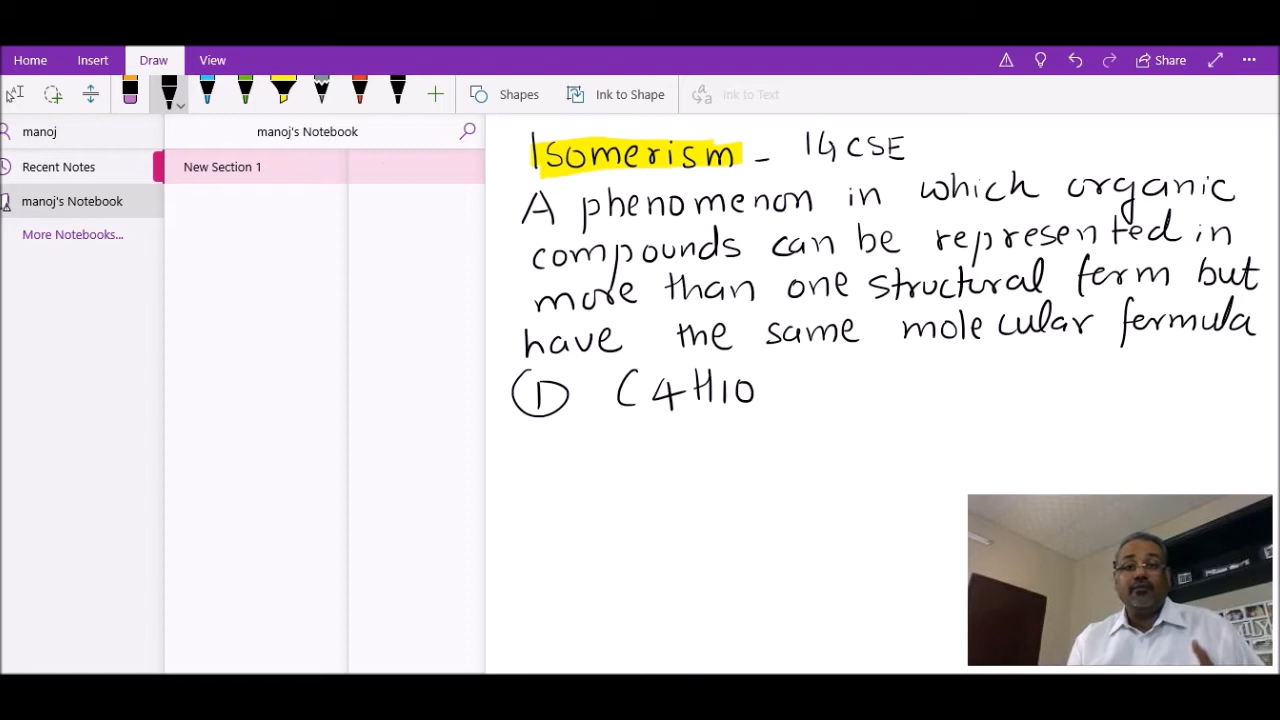 Home Insert Draw View Share
Shapes Ink to Shape Ink to Text
manoj manoj's Notebook
Recent Notes New Section 1
manoj's Notebook
More Notebooks...
Isomerism - IGCSE
A phenomenon in which organic
compounds can be represented in
more than one structural form but
have the same molecular formula
① C4H10